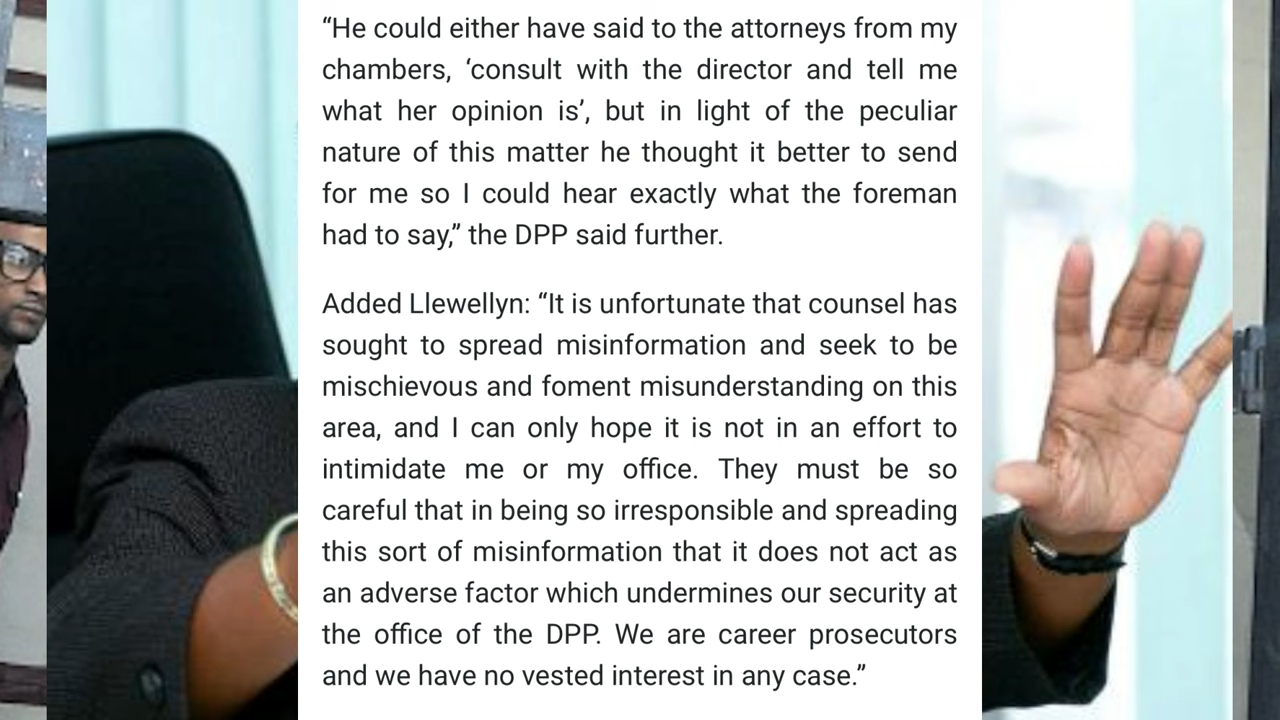 “He could either have said to the attorneys from my
chambers, ‘consult with the director and tell me
what her opinion is’, but in light of the peculiar
nature of this matter he thought it better to send
for me so I could hear exactly what the foreman
had to say,” the DPP said further.
Added Llewellyn: “It is unfortunate that counsel has
sought to spread misinformation and seek to be
mischievous and foment misunderstanding on this
area, and I can only hope it is not in an effort to
intimidate me or my office. They must be so
careful that in being so irresponsible and spreading
this sort of misinformation that it does not act as
an adverse factor which undermines our security at
the office of the DPP. We are career prosecutors
and we have no vested interest in any case.”